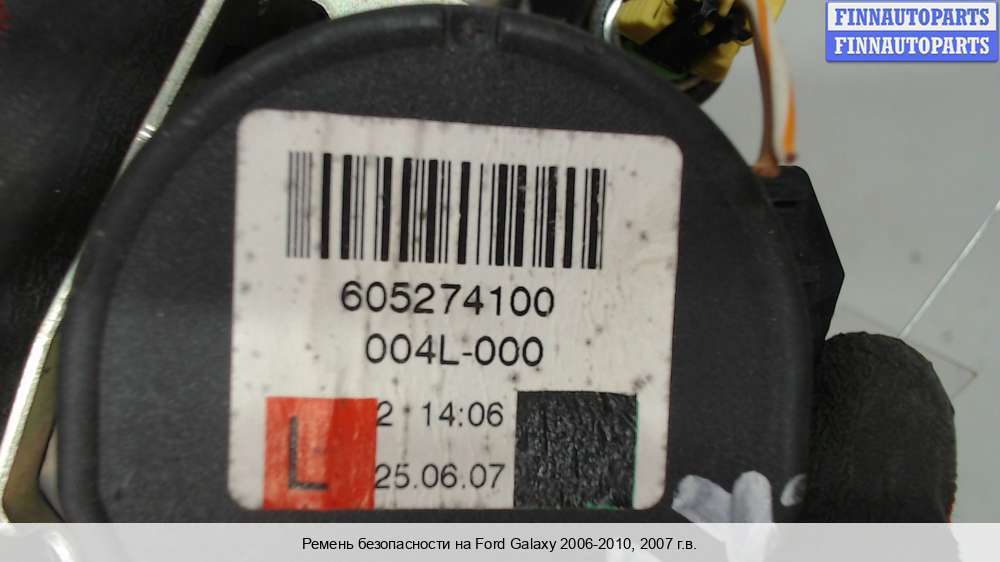 FINNAUTOPARTS
FINNAUTOPARTS
605274100
004L-000
2 14:06
L
25.06.07
Ремень безопасности на Ford Galaxy 2006-2010, 2007 г.в.